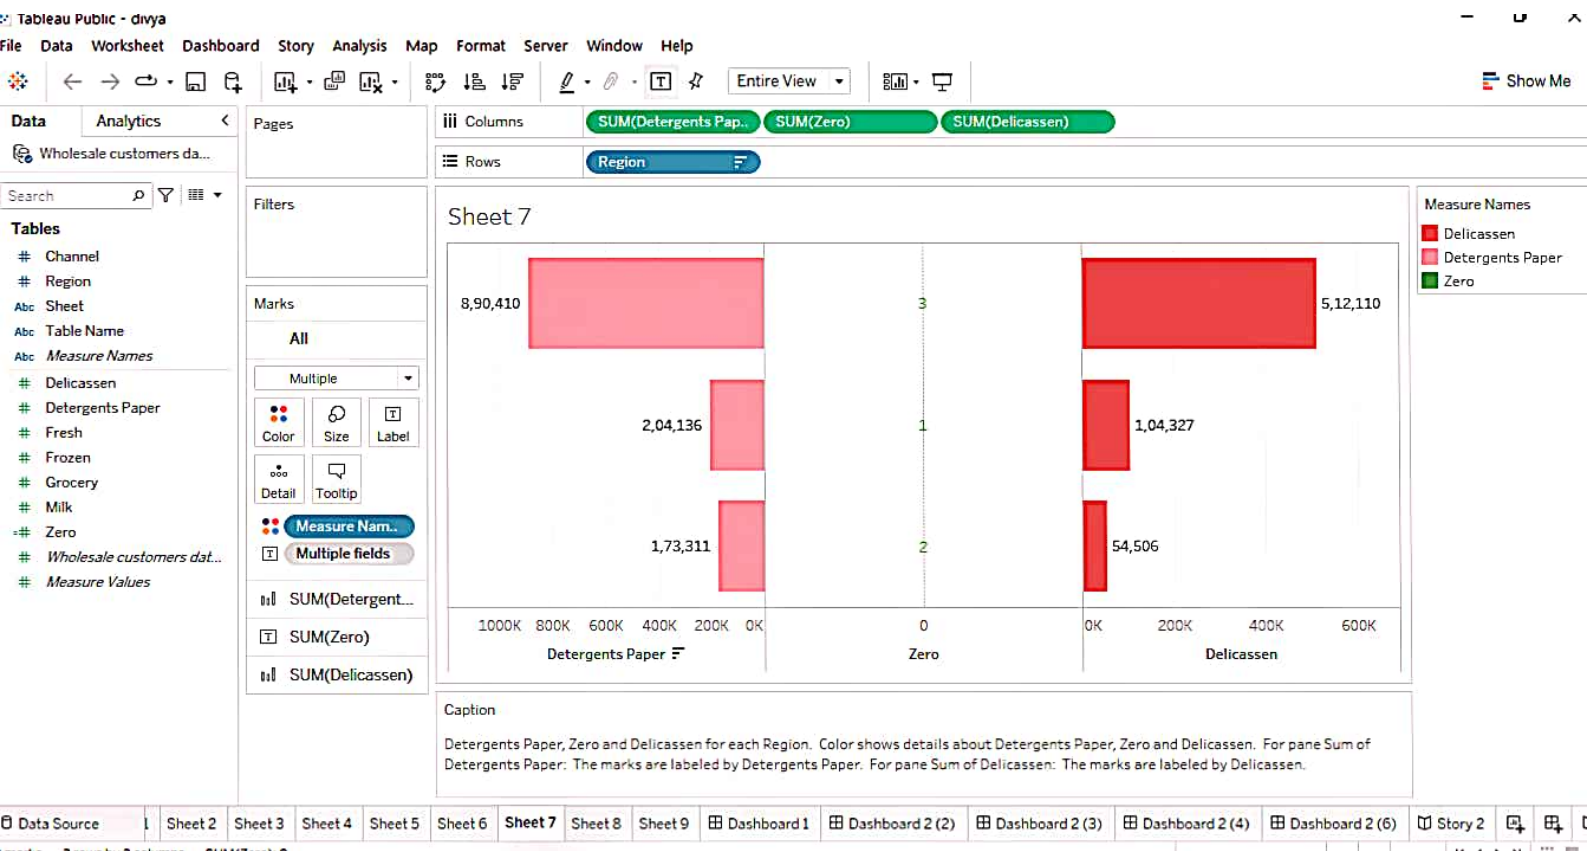 Tableau Public - divya
File Data Worksheet Dashboard Story Analysis Map Format Server Window Help
Entire View
Show Me
Data Analytics
Wholesale customers da...
Search
Tables
# Channel
# Region
Abc Sheet
Abc Table Name
Abc Measure Names
# Delicassen
# Detergents Paper
# Fresh
# Frozen
# Grocery
# Milk
=# Zero
# Wholesale customers dat...
# Measure Values
Pages
Filters
Marks
All
Multiple
Color Size Label
Detail Tooltip
Measure Nam..
Multiple fields
SUM(Detergent...
SUM(Zero)
SUM(Delicassen)
Columns SUM(Detergents Pap.. SUM(Zero) SUM(Delicassen)
Rows Region
Sheet 7
8,90,410 3 5,12,110
2,04,136 1 1,04,327
1,73,311 2 54,506
1000K 800K 600K 400K 200K 0K 0 0K 200K 400K 600K
Detergents Paper Zero Delicassen
Measure Names
Delicassen
Detergents Paper
Zero
Caption
Detergents Paper, Zero and Delicassen for each Region. Color shows details about Detergents Paper, Zero and Delicassen. For pane Sum of
Detergents Paper: The marks are labeled by Detergents Paper. For pane Sum of Delicassen: The marks are labeled by Delicassen.
Data Source Sheet 2 Sheet 3 Sheet 4 Sheet 5 Sheet 6 Sheet 7 Sheet 8 Sheet 9 Dashboard 1 Dashboard 2 (2) Dashboard 2 (3) Dashboard 2 (4) Dashboard 2 (6) Story 2